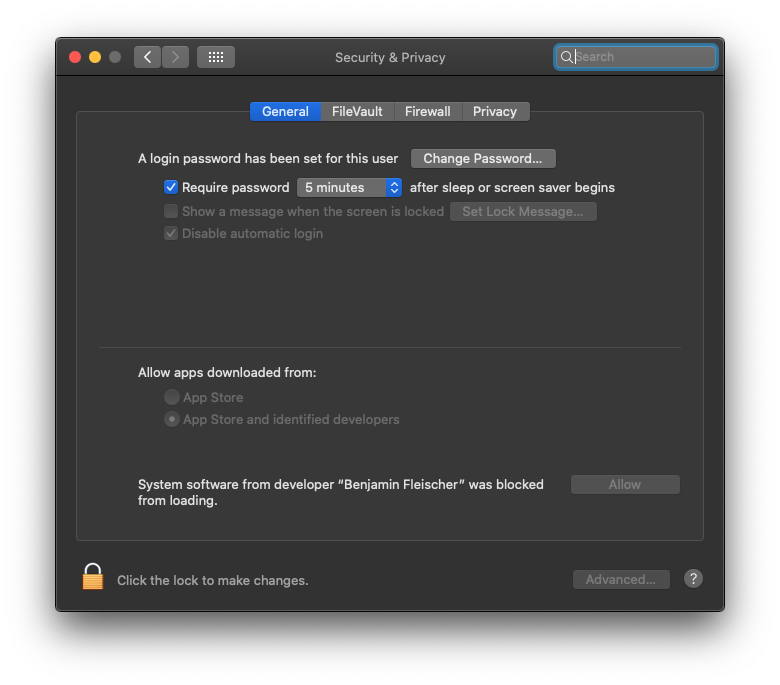 Security & Privacy
Search
General FileVault Firewall Privacy
A login password has been set for this user Change Password...
Require password 5 minutes after sleep or screen saver begins
Show a message when the screen is locked Set Lock Message...
Disable automatic login
Allow apps downloaded from:
App Store
App Store and identified developers
System software from developer “Benjamin Fleischer” was blocked Allow
from loading.
Click the lock to make changes. Advanced... ?